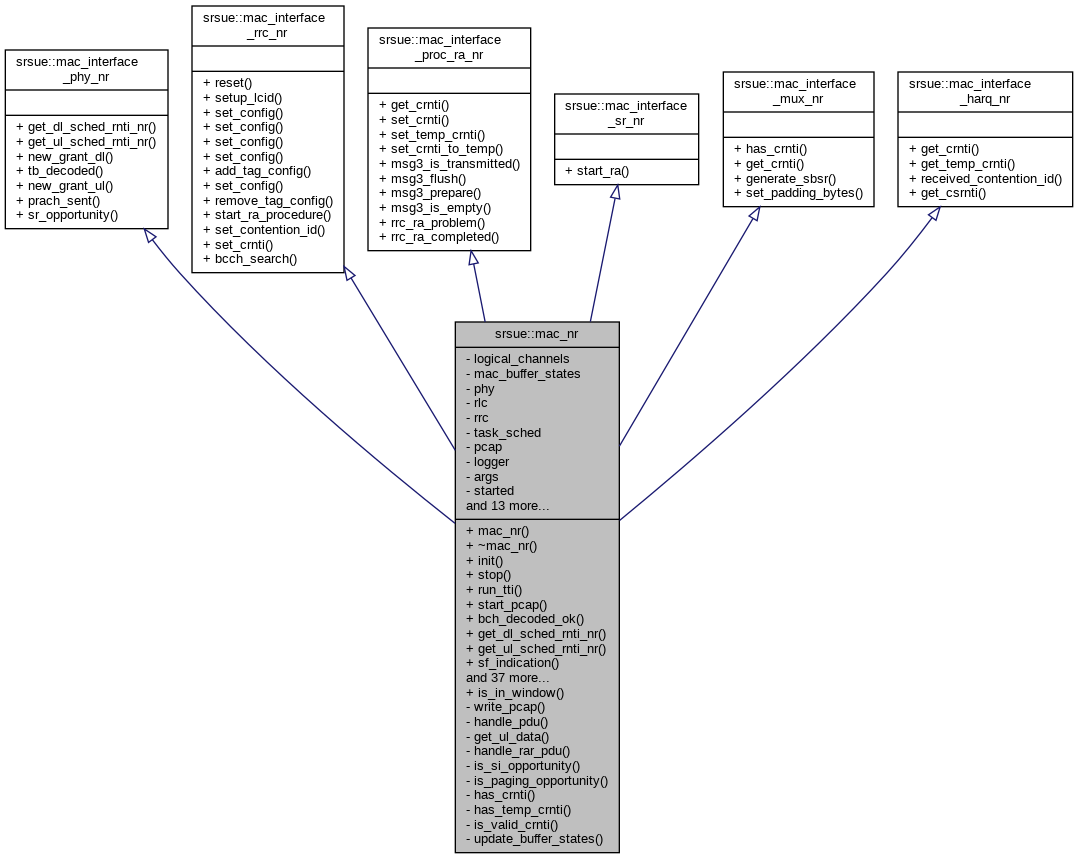 srsue::mac_interface
_phy_nr
+ get_dl_sched_rnti_nr()
+ get_ul_sched_rnti_nr()
+ new_grant_dl()
+ tb_decoded()
+ new_grant_ul()
+ prach_sent()
+ sr_opportunity()
srsue::mac_interface
_rrc_nr
+ reset()
+ setup_lcid()
+ set_config()
+ set_config()
+ set_config()
+ set_config()
+ add_tag_config()
+ set_config()
+ remove_tag_config()
+ start_ra_procedure()
+ set_contention_id()
+ set_crnti()
+ bcch_search()
srsue::mac_interface
_proc_ra_nr
+ get_crnti()
+ set_crnti()
+ set_temp_crnti()
+ set_crnti_to_temp()
+ msg3_is_transmitted()
+ msg3_flush()
+ msg3_prepare()
+ msg3_is_empty()
+ rrc_ra_problem()
+ rrc_ra_completed()
srsue::mac_interface
_sr_nr
+ start_ra()
srsue::mac_interface
_mux_nr
+ has_crnti()
+ get_crnti()
+ generate_sbsr()
+ set_padding_bytes()
srsue::mac_interface
_harq_nr
+ get_crnti()
+ get_temp_crnti()
+ received_contention_id()
+ get_csrnti()
srsue::mac_nr
- logical_channels
- mac_buffer_states
- phy
- rlc
- rrc
- task_sched
- pcap
- logger
- args
- started
and 13 more...
+ mac_nr()
+ ~mac_nr()
+ init()
+ stop()
+ run_tti()
+ start_pcap()
+ bch_decoded_ok()
+ get_dl_sched_rnti_nr()
+ get_ul_sched_rnti_nr()
+ sf_indication()
and 37 more...
+ is_in_window()
- write_pcap()
- handle_pdu()
- get_ul_data()
- handle_rar_pdu()
- is_si_opportunity()
- is_paging_opportunity()
- has_crnti()
- has_temp_crnti()
- is_valid_crnti()
- update_buffer_states()